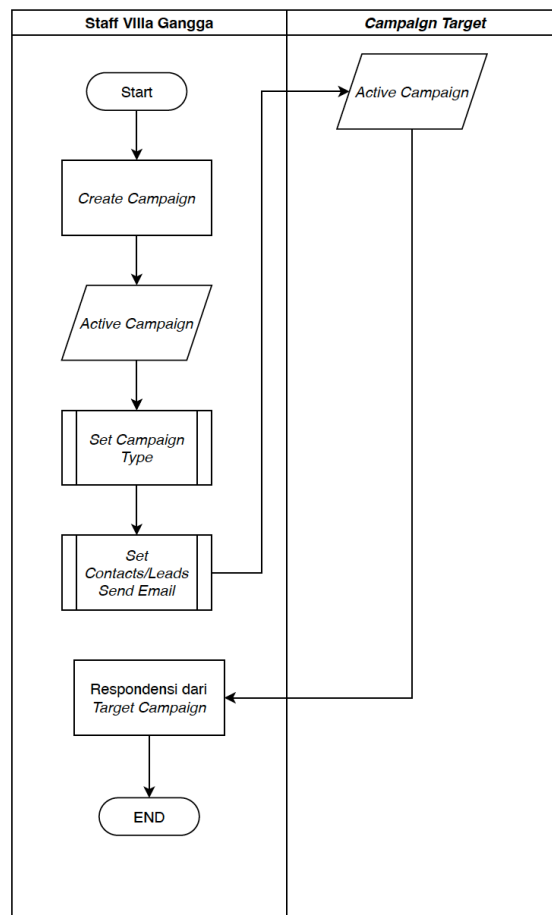 Staff VIlla Gangga
CampaIgn Target
Start
Active Campaign
Create Campaign
Active Campaign
Set Campaign
Type
Set
Contacts/Leads
Send Email
Respondensi dari
Target Campaign
END